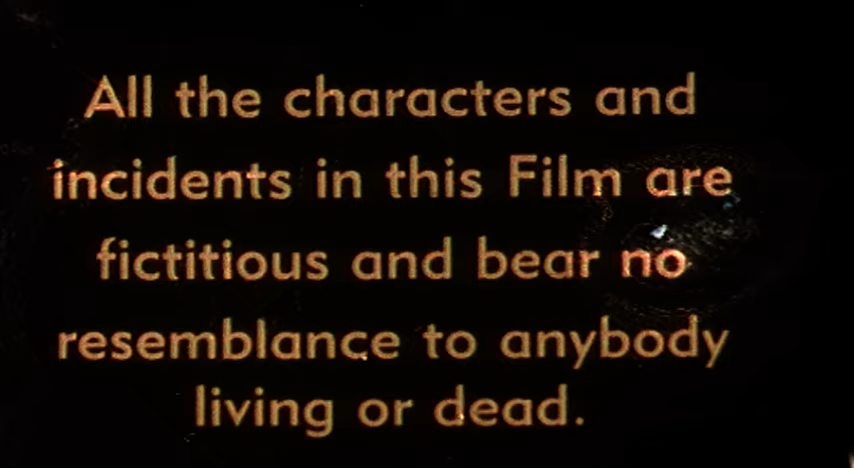 All the characters and
incidents in this Film are
fictitious and bear no
resemblance to anybody
living or dead.